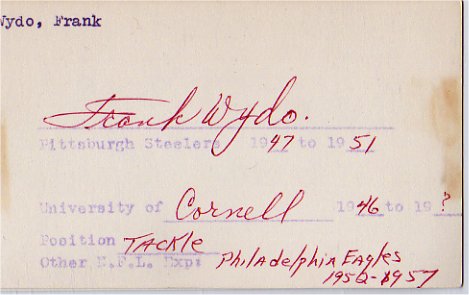 Wydo, Frank
Frank Wydo.
Pittsburgh Steelers 1947 to 1951
University of Cornell 1946 to 19 ?
Position TACKLE
Other N.F.L. Exp: Philadelphia Eagles
1952-1957